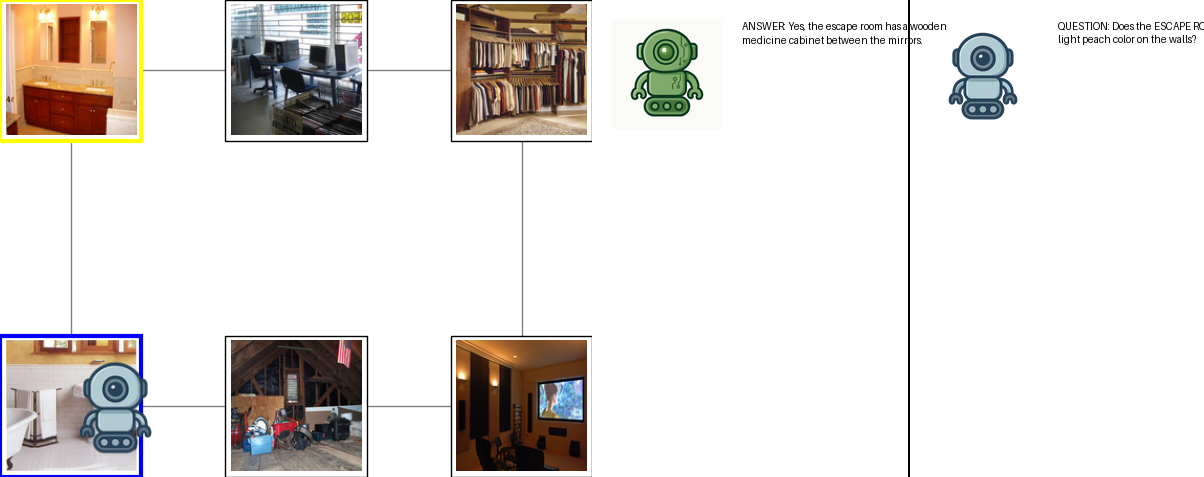 ANSWER: Yes, the escape room has a wooden
medicine cabinet between the mirrors.
QUESTION: Does the ESCAPE RO
light peach color on the walls?